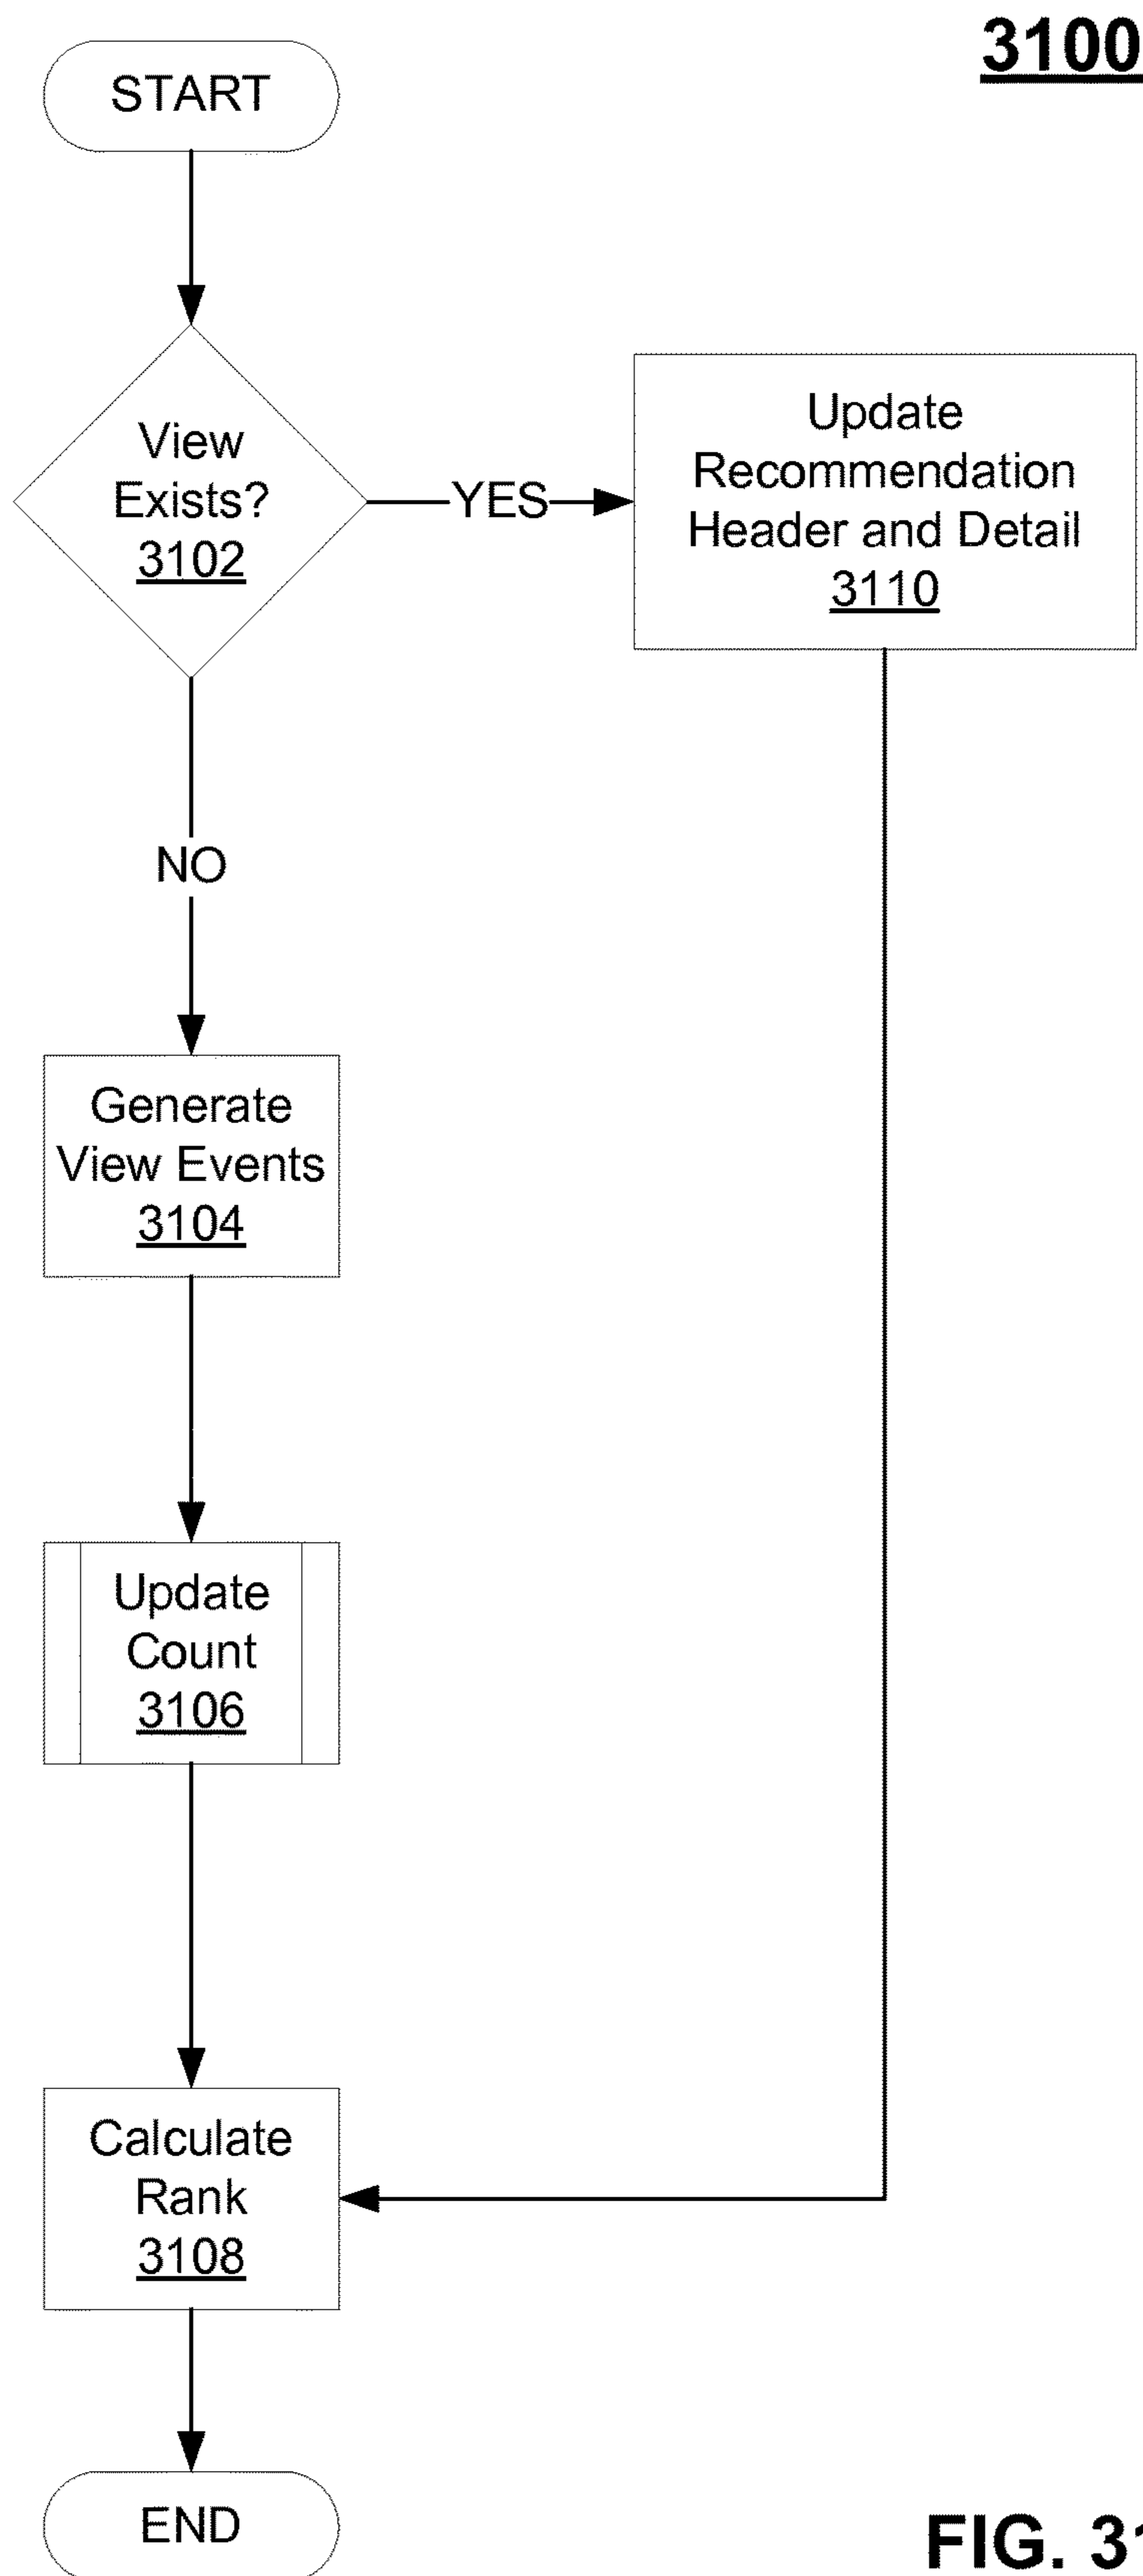 3100
START
View
Exists?
3102
YES
Update
Recommendation
Header and Detail
3110
NO
Generate
View Events
3104
Update
Count
3106
Calculate
Rank
3108
END
FIG. 31